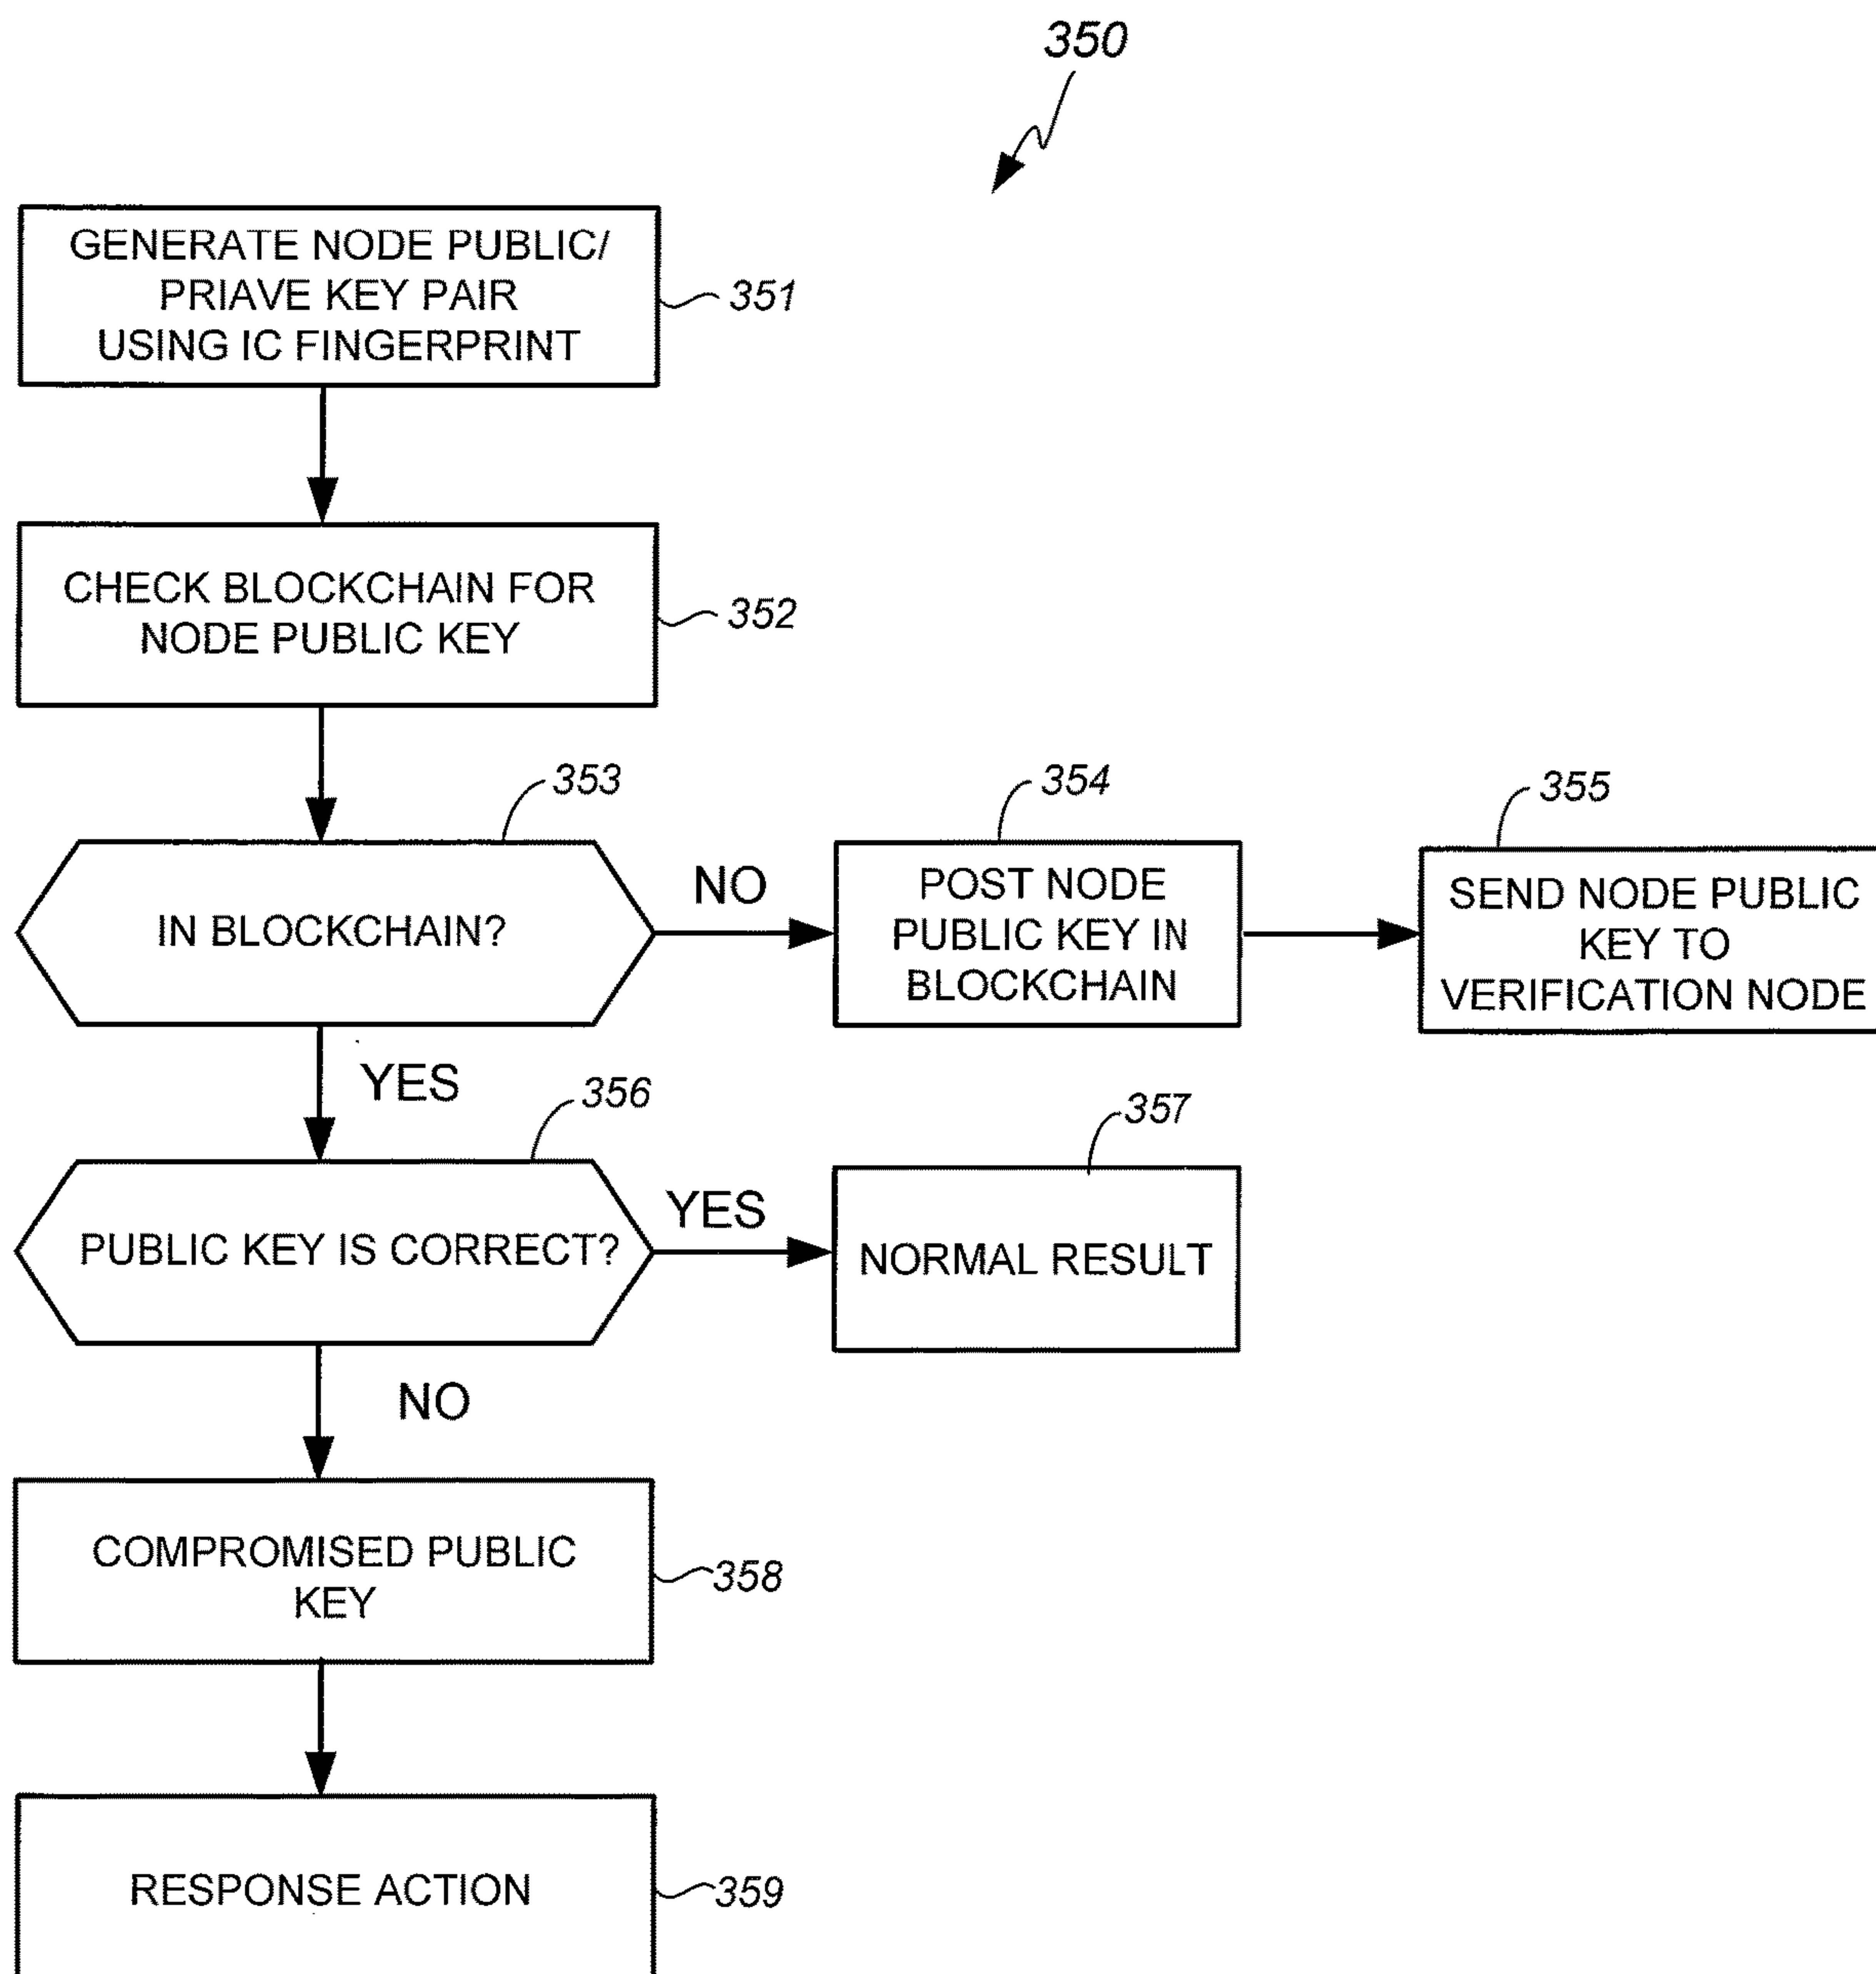 350
GENERATE NODE PUBLIC/
PRIAVE KEY PAIR
USING IC FINGERPRINT
351
CHECK BLOCKCHAIN FOR
NODE PUBLIC KEY
352
353
IN BLOCKCHAIN?
NO
354
POST NODE
PUBLIC KEY IN
BLOCKCHAIN
355
SEND NODE PUBLIC
KEY TO
VERIFICATION NODE
YES
356
PUBLIC KEY IS CORRECT?
YES
357
NORMAL RESULT
NO
COMPROMISED PUBLIC
KEY
358
RESPONSE ACTION
359